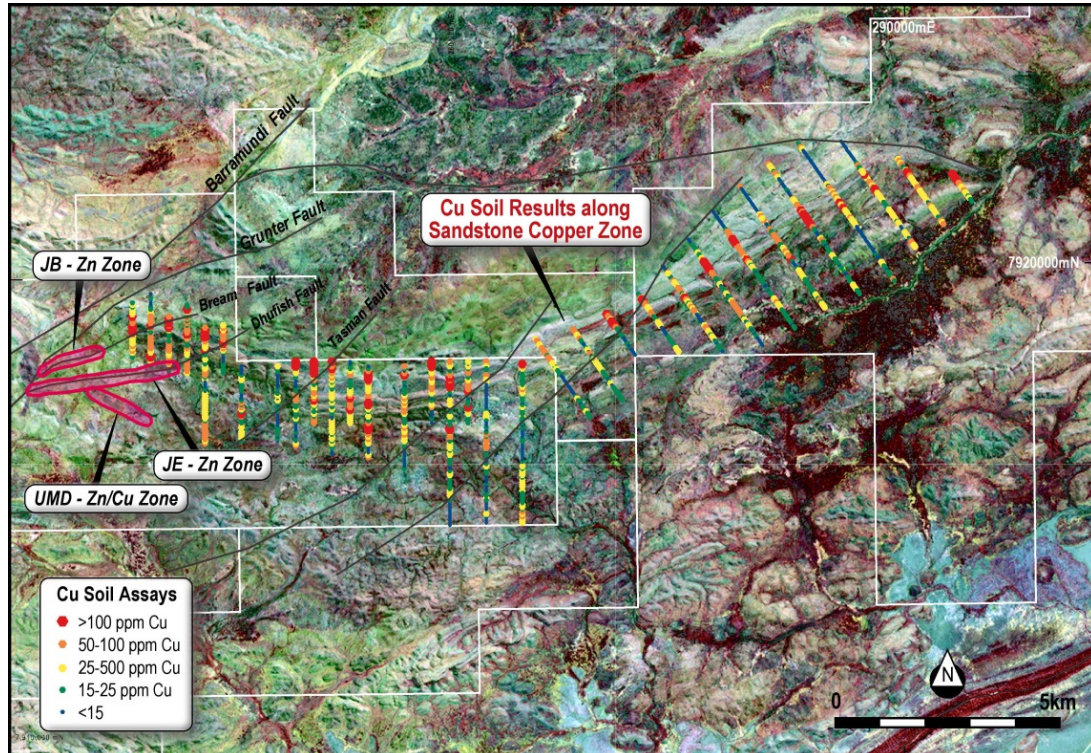 290000mE
Barramundi Fault
Grunter Fault
Cu Soil Results along
Sandstone Copper Zone
7920000mN
JB - Zn Zone
Bream Fault
Dhufish Fault
Tasman Fault
JE - Zn Zone
UMD - Zn/Cu Zone
Cu Soil Assays
>100 ppm Cu
50-100 ppm Cu
25-500 ppm Cu
15-25 ppm Cu
<15
N
0
5km